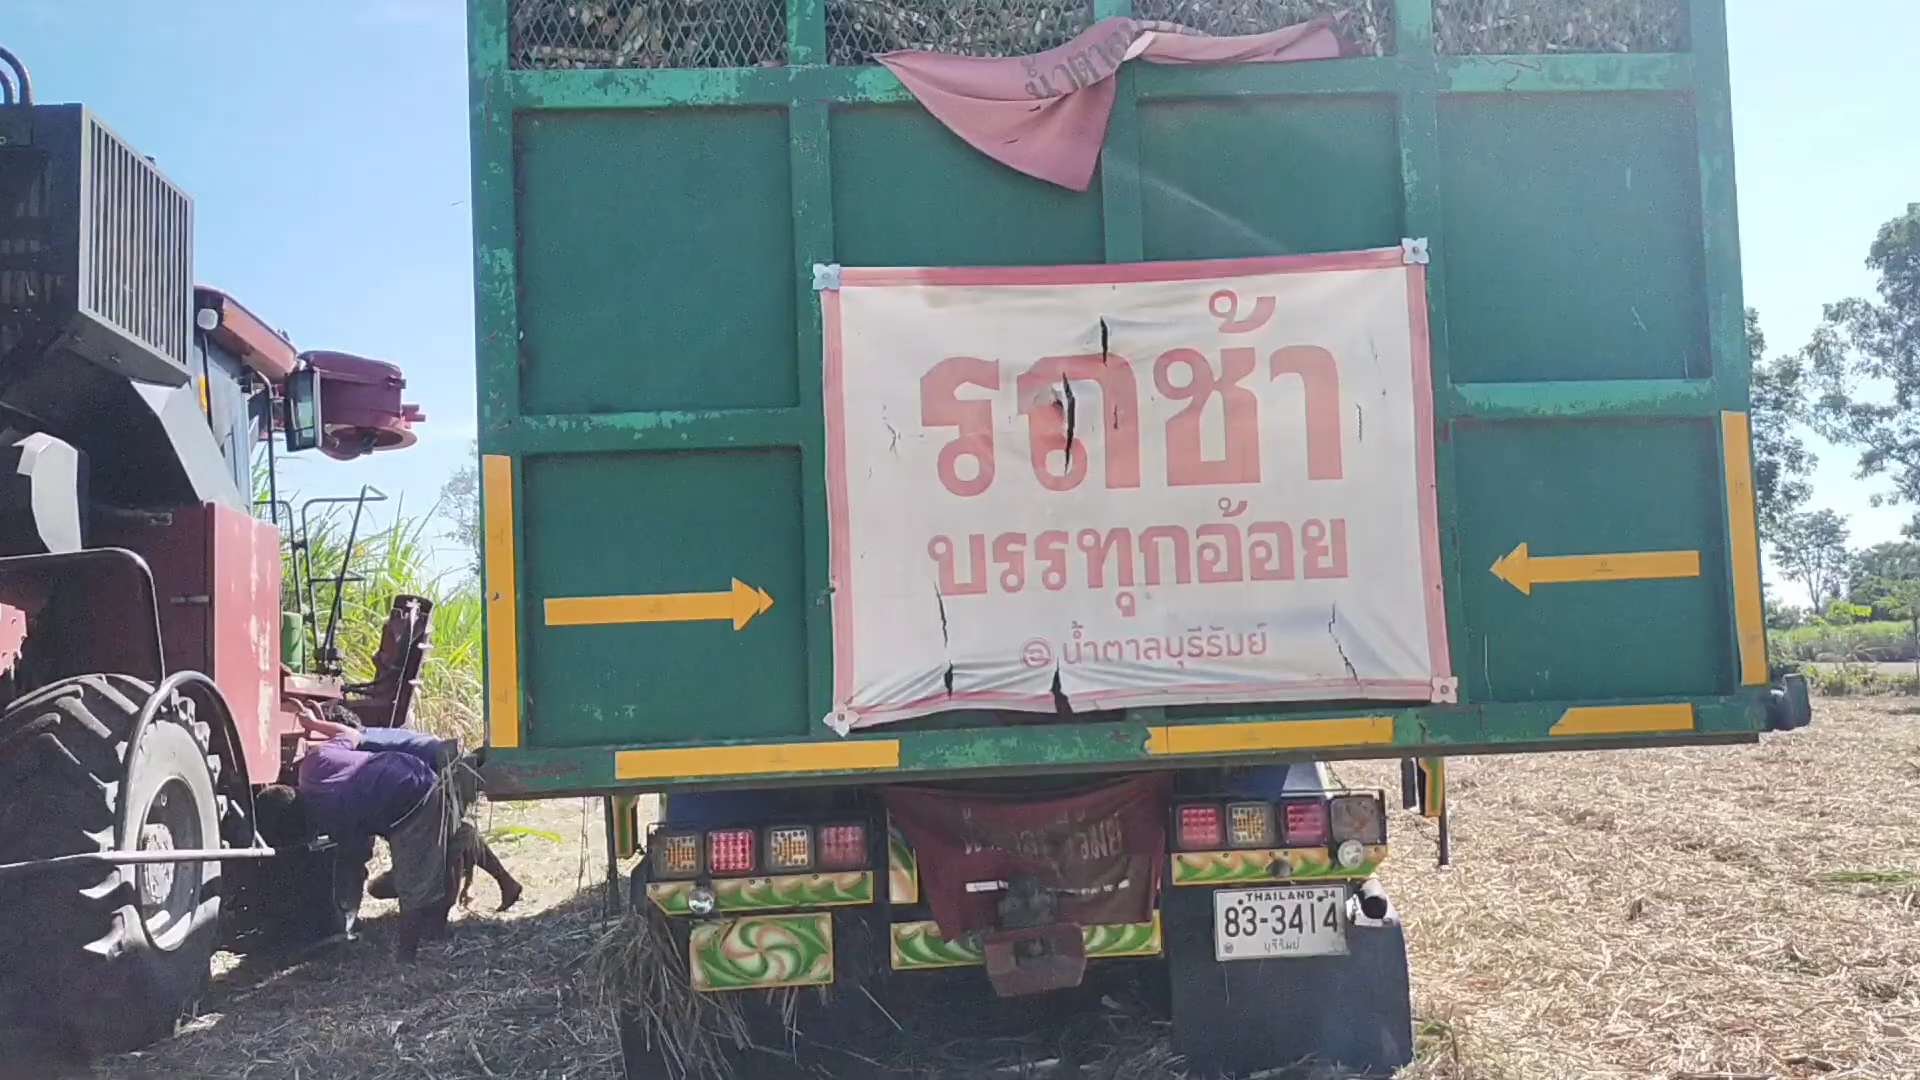 น้ำตาล
รถช้า
บรรทุกอ้อย
น้ำตาลบุรีรัมย์
THAILAND 34
83-3414
บุรีรัมย์